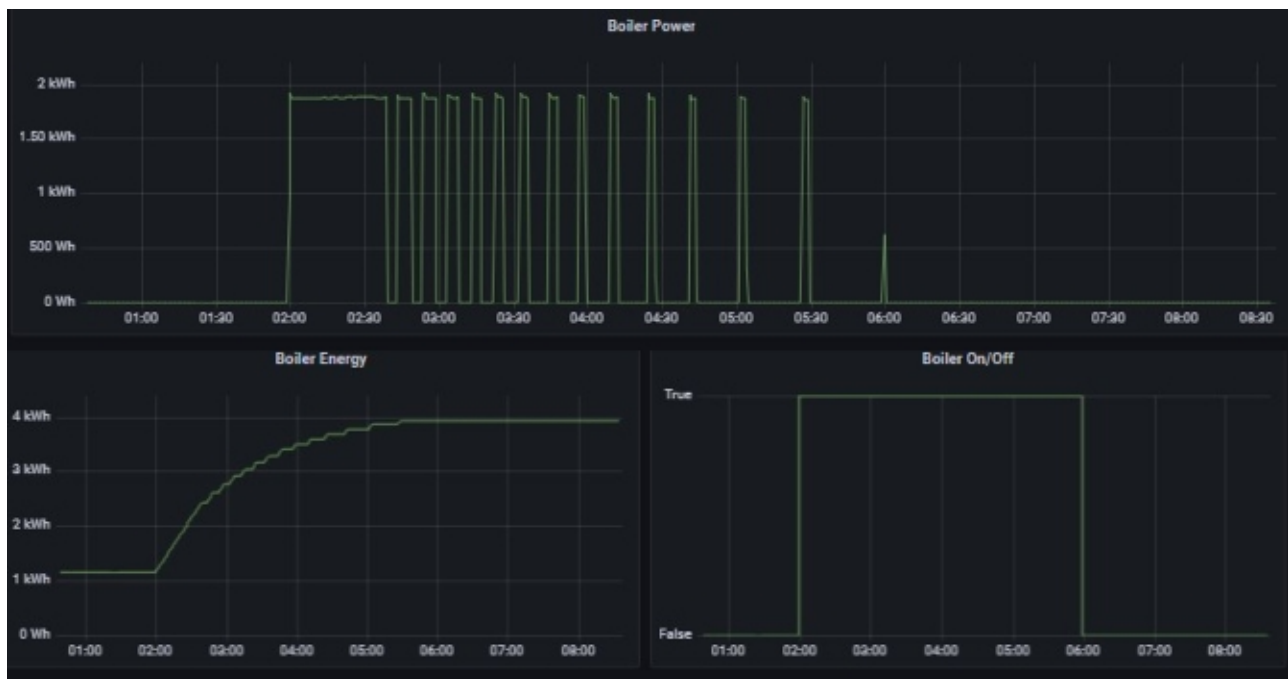 Boiler Power
2 kWh
1.50 kWh
1 kWh
500 Wh
0 Wh
01:00 01:30 02:00 02:30 03:00 03:30 04:00 04:30 05:00 05:30 06:00 06:30 07:00 07:30 08:00 08:30
Boiler Energy
4 kWh
3 kWh
2 kWh
1 kWh
0 Wh
01:00 02:00 03:00 04:00 05:00 06:00 07:00 08:00
Boiler On/Off
True
False
01:00 02:00 03:00 04:00 05:00 06:00 07:00 08:00